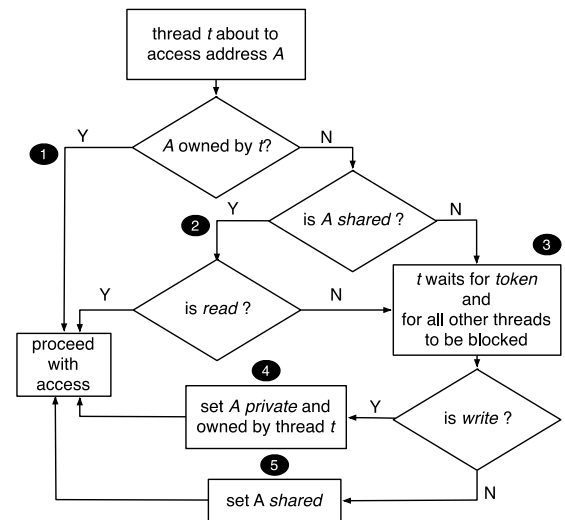 thread t about to
access address A
Y
1
A owned by t?
N
Y
2
is A shared ?
N
3
Y
is read ?
N
t waits for token
and
for all other threads
to be blocked
proceed
with
access
4
set A private and
owned by thread t
Y
is write ?
5
set A shared
N